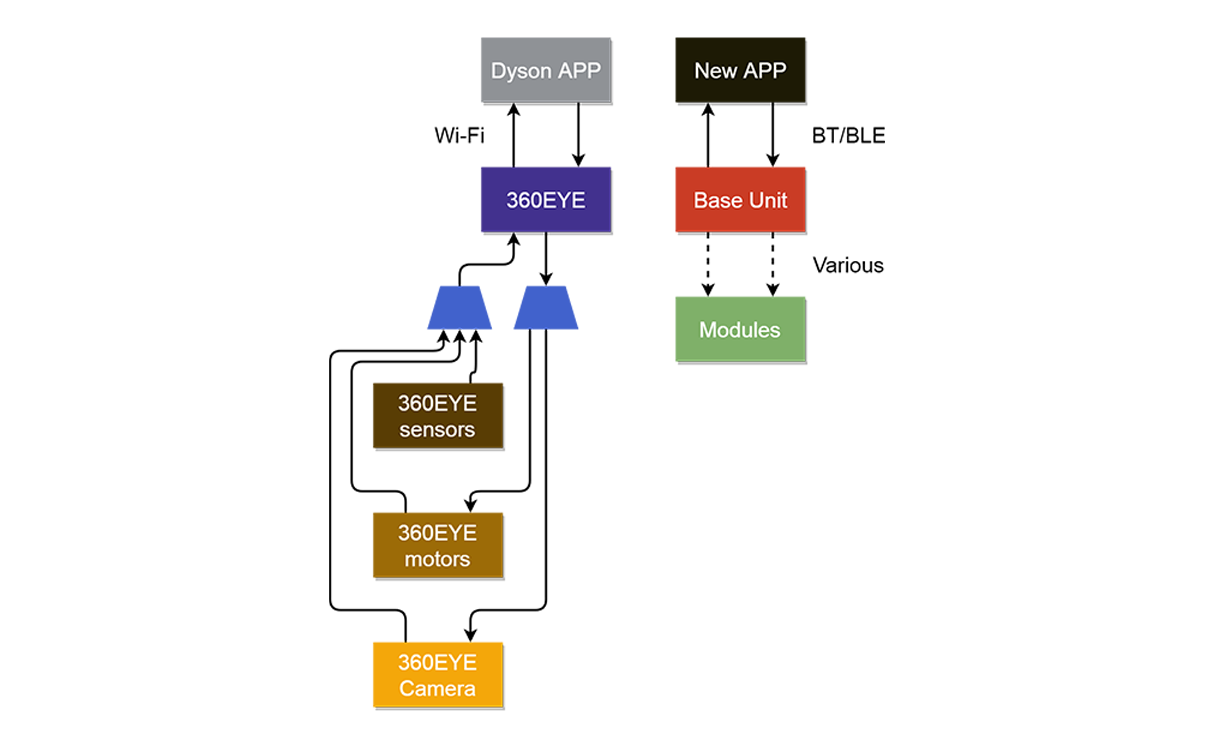 Dyson APP
New APP
Wi-Fi
BT/BLE
360EYE
Base Unit
Various
Modules
360EYE
sensors
360EYE
motors
360EYE
Camera